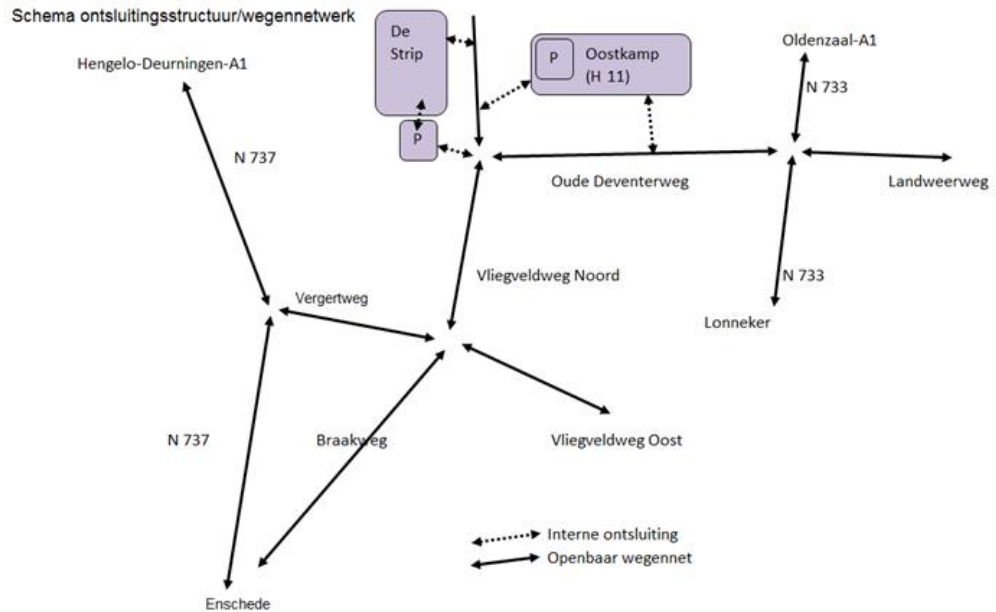 Schema ontsluitingsstructuur/wegennetwerk
De
Strip
P
Oostkamp
(H 11)
Oldenzaal-A1
Hengelo-Deurningen-A1
N 733
P
N 737
Oude Deventerweg
Landweerweg
Vliegveldweg Noord
N 733
Vergertweg
Lonneker
N 737
Braakweg
Vliegveldweg Oost
Interne ontsluiting
Openbaar wegennet
Enschede